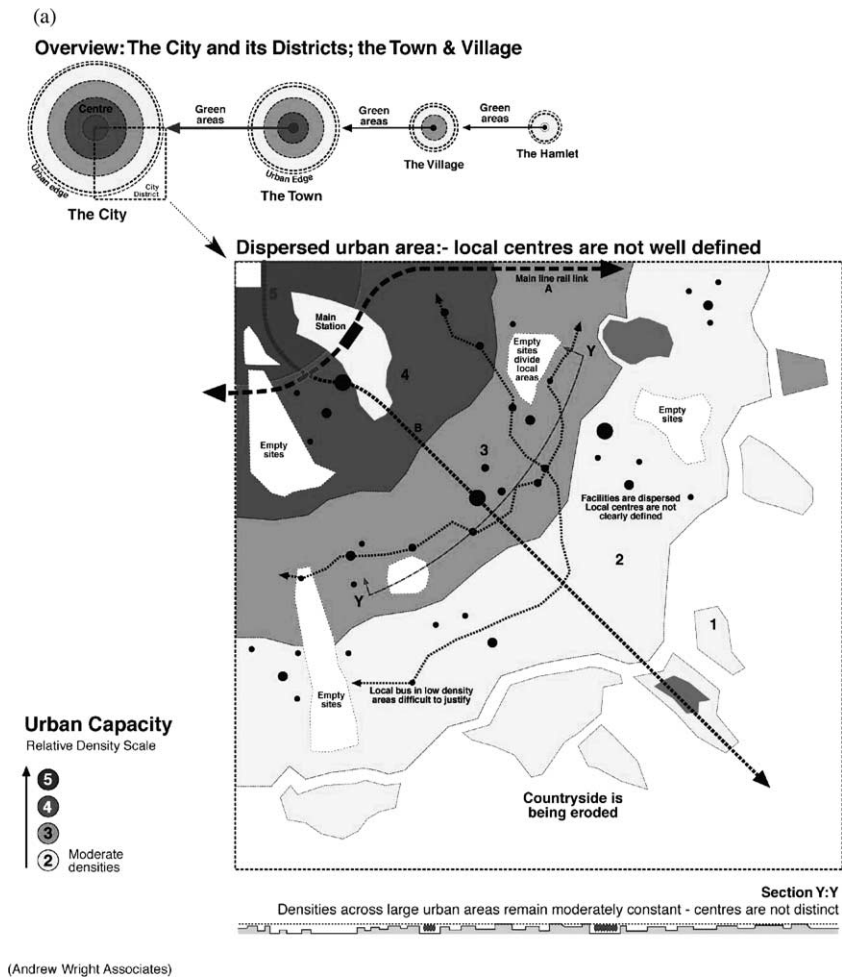 (a)
Overview: The City and its Districts; the Town & Village
Centre
Green
areas
Green
areas
Green
areas
Urban edge
City
District
The City
Urban Edge
The Town
The Village
The Hamlet
Dispersed urban area:- local centres are not well defined
5
Main line rail link
A
Main
Station
Empty
sites
divide
local
areas
Y
4
B
Empty
sites
Empty
sites
3
Facilities are dispersed
Local centres are not
clearly defined
2
Y
1
Empty
sites
Local bus in low density
areas difficult to justify
Countryside is
being eroded
Urban Capacity
Relative Density Scale
5
4
3
2 Moderate
densities
Section Y:Y
Densities across large urban areas remain moderately constant - centres are not distinct
(Andrew Wright Associates)